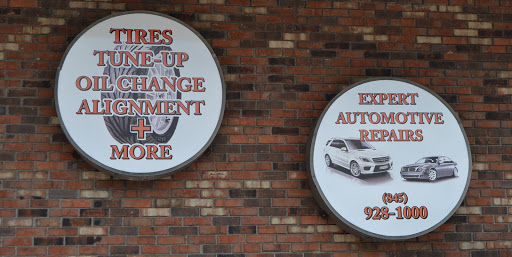 TIRES
TUNE-UP
OIL CHANGE
ALIGNMENT
+
MORE
EXPERT
AUTOMOTIVE
REPAIRS
(845)
928-1000